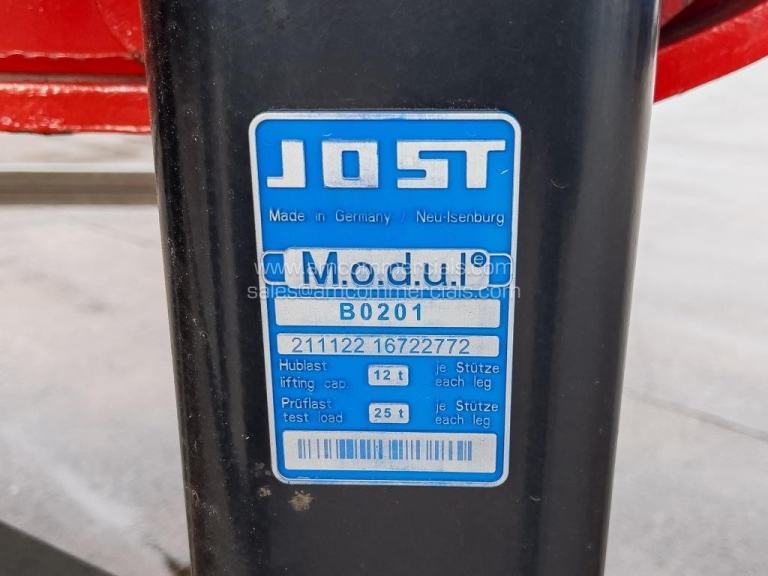 JOST
Made in Germany / Neu-Isenburg
www.amcommercials.com
M.o.d.u.l®
sales@amcommercials.com
B0201
211122 16722772
Hublast je Stütze
lifting cap. 12 t each leg
Prüflast je Stütze
test load 25 t each leg